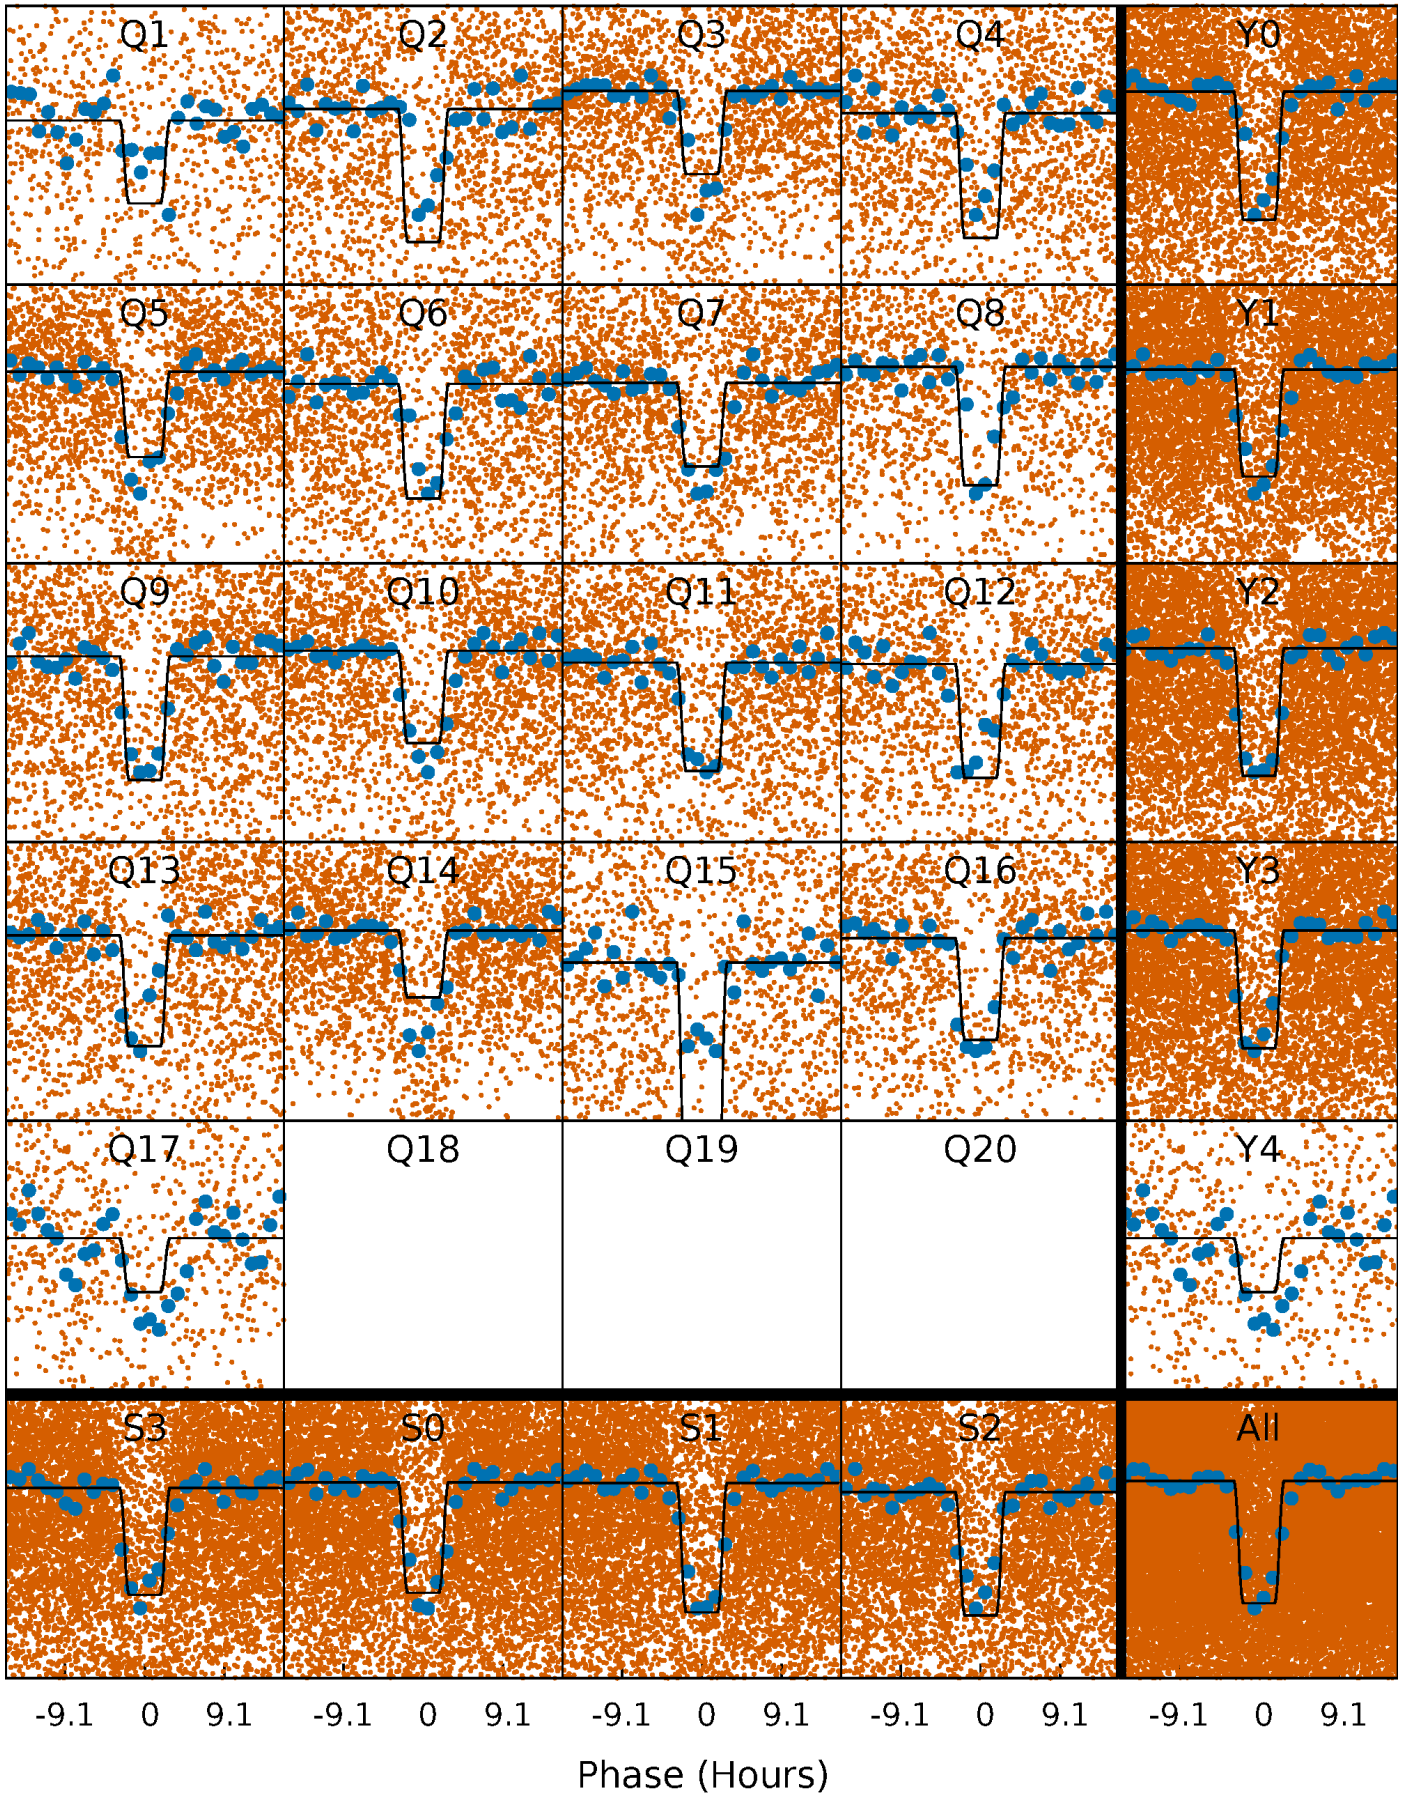 Q1 Q2 Q3 Q4 Y0
Q5 Q6 Q7 Q8 Y1
Q9 Q10 Q11 Q12 Y2
Q13 Q14 Q15 Q16 Y3
Q17 Q18 Q19 Q20 Y4
S3 S0 S1 S2 All
-9.1 0 9.1 -9.1 0 9.1 -9.1 0 9.1 -9.1 0 9.1 -9.1 0 9.1
Phase (Hours)